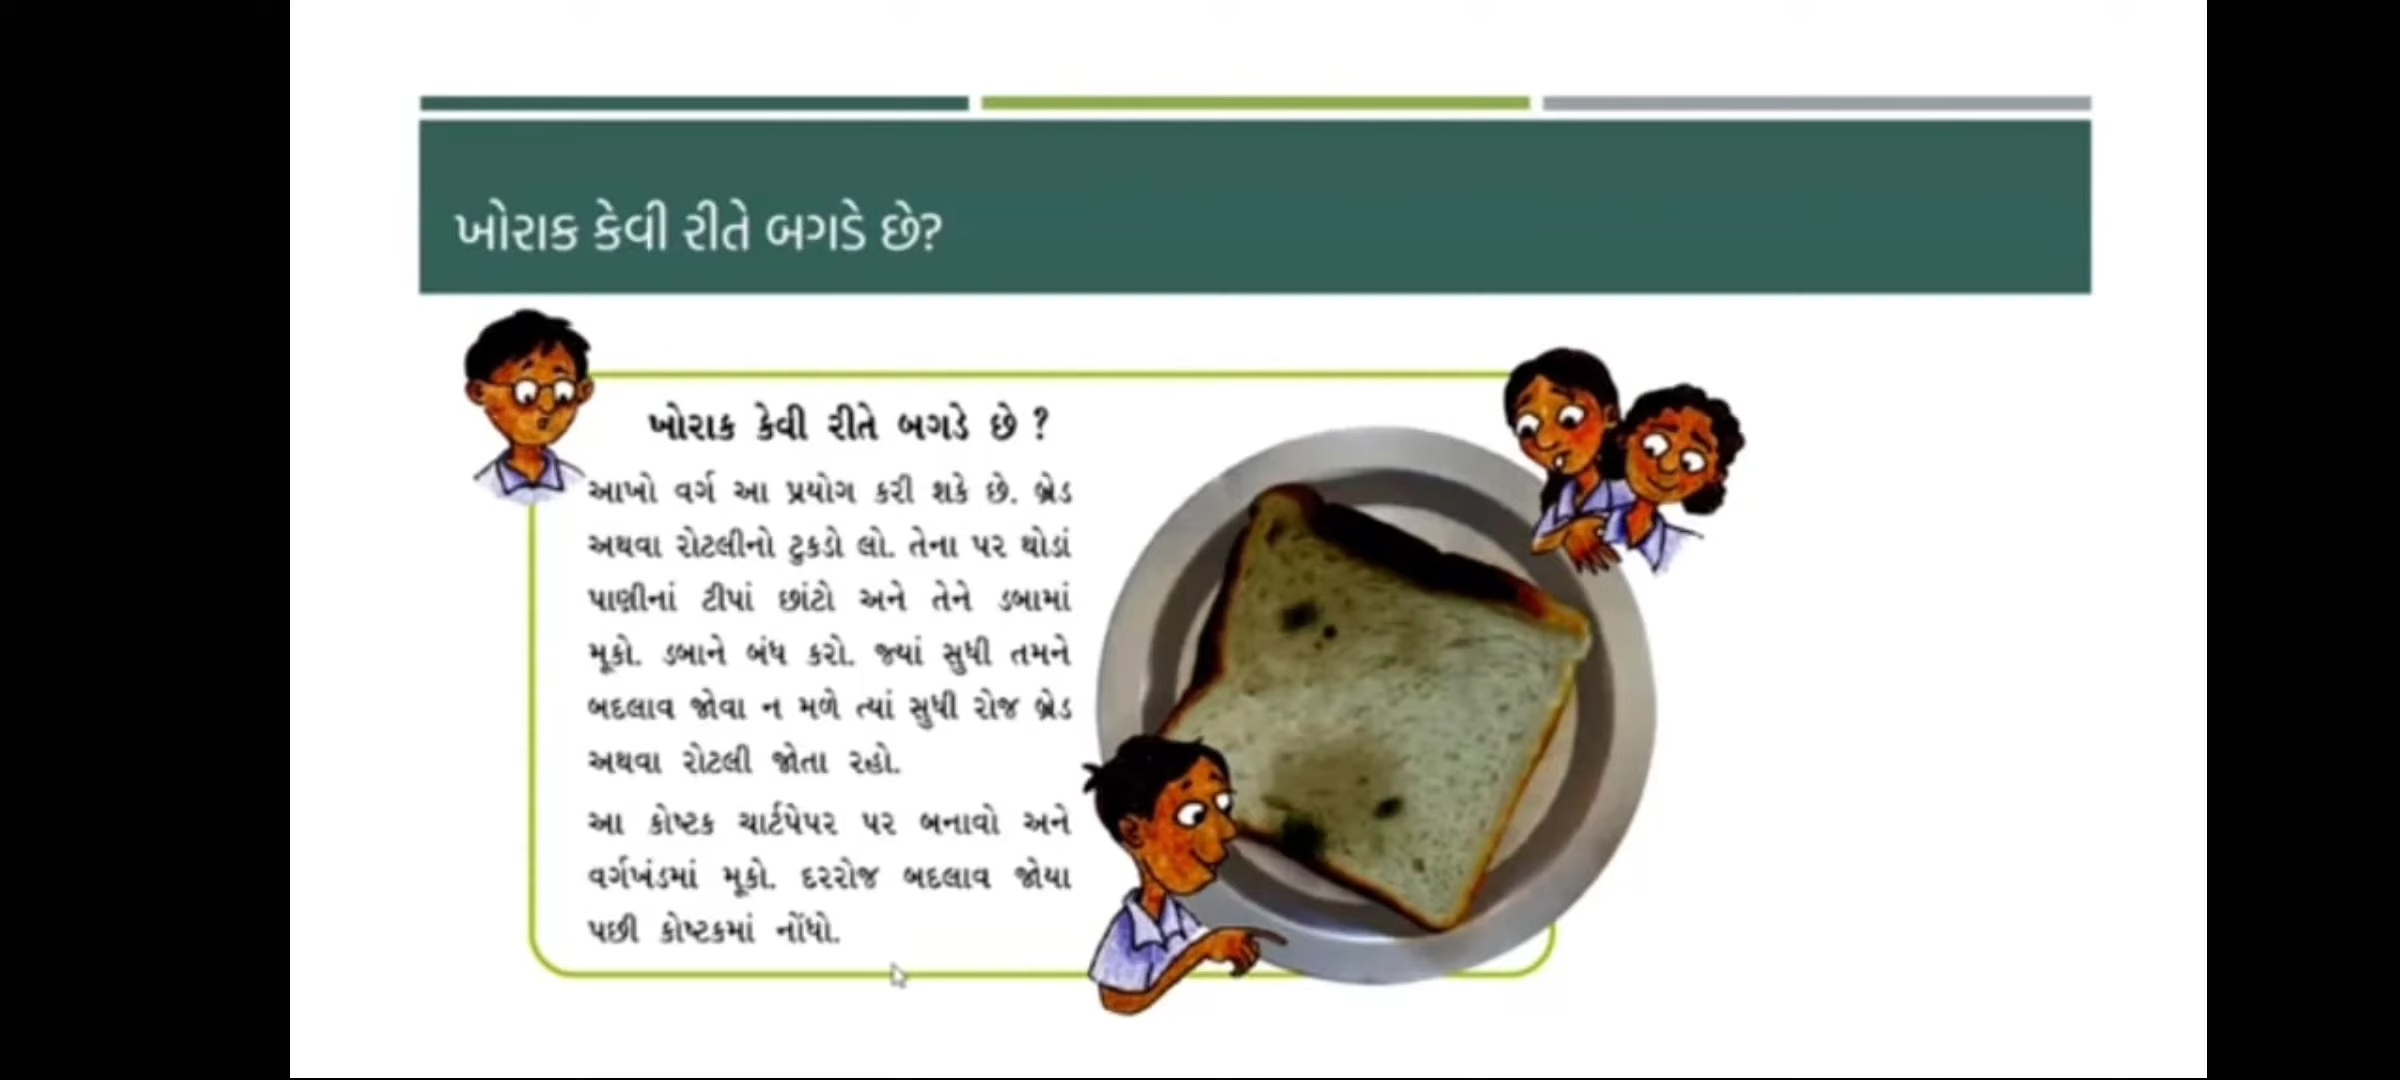 ખોરાક કેવી રીતે બગડે છે?
ખોરાક કેવી રીતે બગડે છે ?
આખો વર્ગ આ પ્રયોગ કરી શકે છે. બ્રેડ
અથવા રોટલીનો ટુકડો લો. તેના પર થોડાં
પાણીનાં ટીપાં છાંટો અને તેને ડબામાં
મૂકો. ડબાને બંધ કરો. જ્યાં સુધી તમને
બદલાવ જોવા ન મળે ત્યાં સુધી રોજ બ્રેડ
અથવા રોટલી જોતા રહો.
આ કોષ્ટક ચાર્ટપેપર પર બનાવો અને
વર્ગખંડમાં મૂકો. દરરોજ બદલાવ જોયા
પછી કોષ્ટકમાં નોંધો.